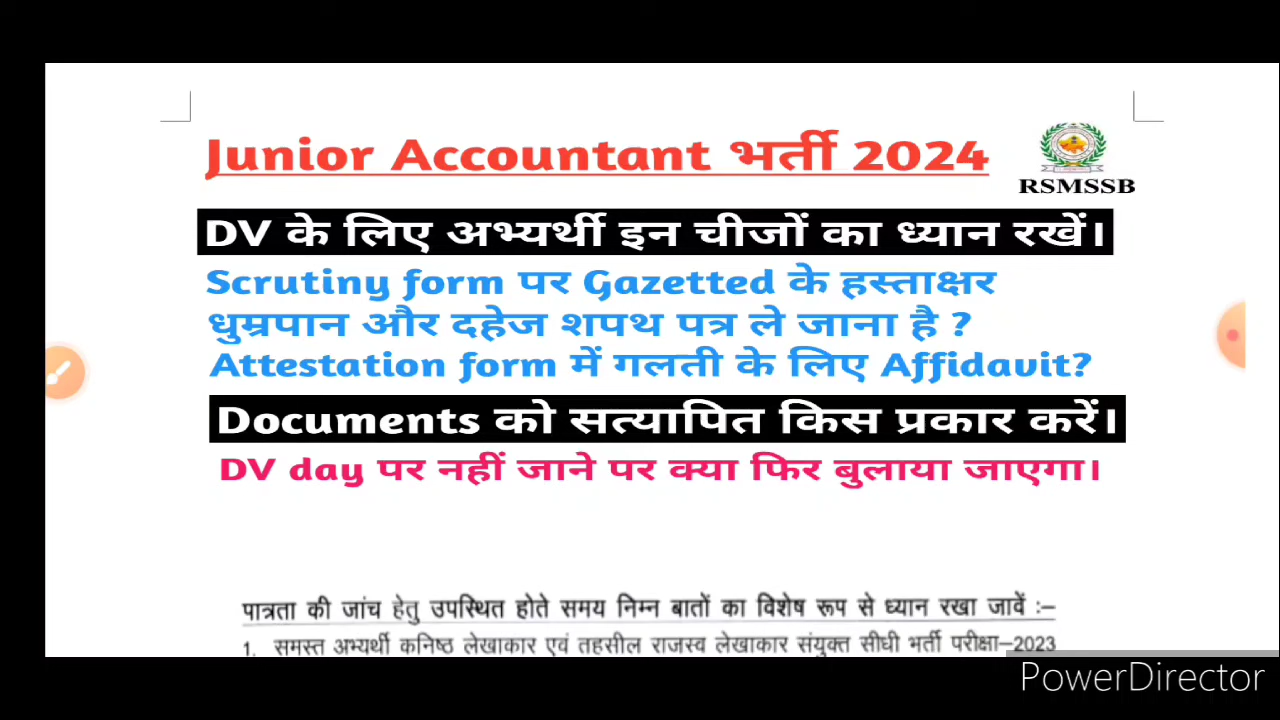 Junior Accountant भर्ती 2024
RSMSSB
DV के लिए अभ्यर्थी इन चीजों का ध्यान रखें।
Scrutiny form पर Gazetted के हस्ताक्षर
धुम्रपान और दहेज शपथ पत्र ले जाना है ?
Attestation form में गलती के लिए Affidavit?
Documents को सत्यापित किस प्रकार करें।
DV day पर नहीं जाने पर क्या फिर बुलाया जाएगा।
पात्रता की जांच हेतु उपस्थित होते समय निम्न बातों का विशेष रूप से ध्यान रखा जावें :–
1. समस्त अभ्यर्थी कनिष्ठ लेखाकार एवं तहसील राजस्व लेखाकार संयुक्त सीधी भर्ती परीक्षा–2023
PowerDirector